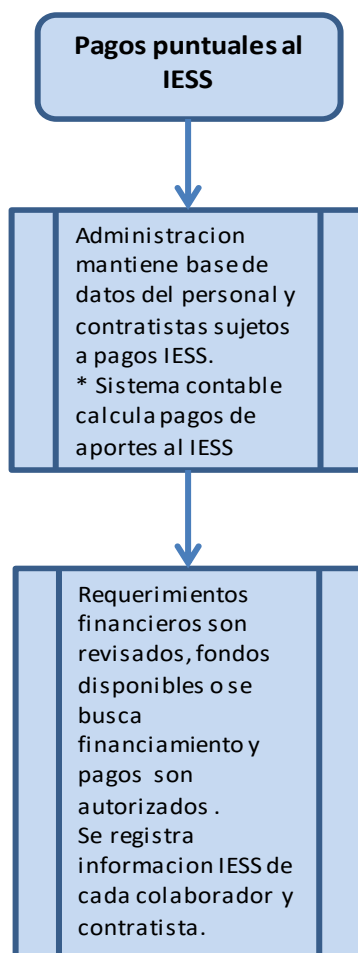 Pagos puntuales al
IESS
Administracion
mantiene base de
datos del personal y
contratistas sujetos
a pagos IESS.
* Sistema contable
calcula pagos de
aportes al IESS
Requerimientos
financieros son
revisados, fondos
disponibles o se
busca
financiamiento y
pagos son
autorizados .
Se registra
informacion IESS de
cada colaborador y
contratista.